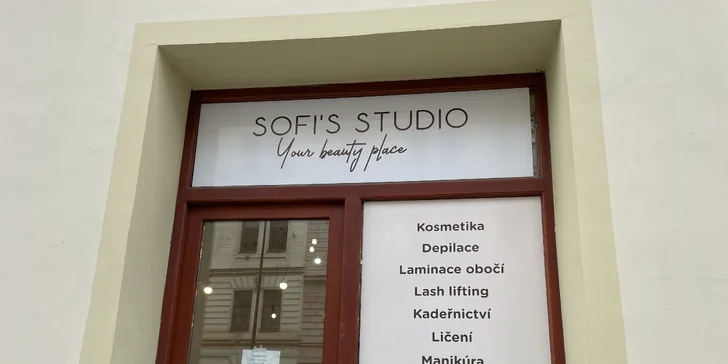 SOFI'S STUDIO
Your beauty place
Kosmetika
Depilace
Laminace obočí
Lash lifting
Kadeřnictví
Líčení
Manikúra